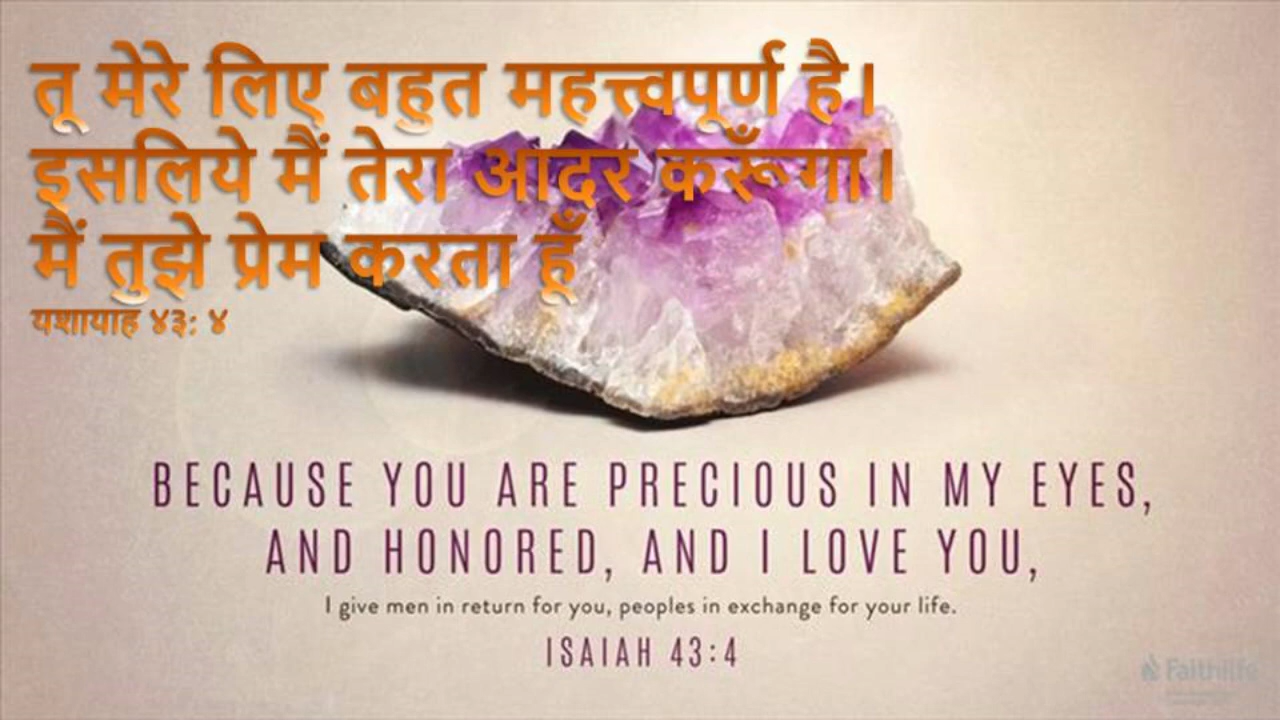 तू मेरे लिए बहुत महत्त्वपूर्ण है।
इसलिये मैं तेरा आदर करूँगा।
मैं तुझे प्रेम करता हूँ
यशायाह ४३: ४
BECAUSE YOU ARE PRECIOUS IN MY EYES,
AND HONORED, AND I LOVE YOU,
I give men in return for you, peoples in exchange for your life.
ISAIAH 43:4
Faithlife